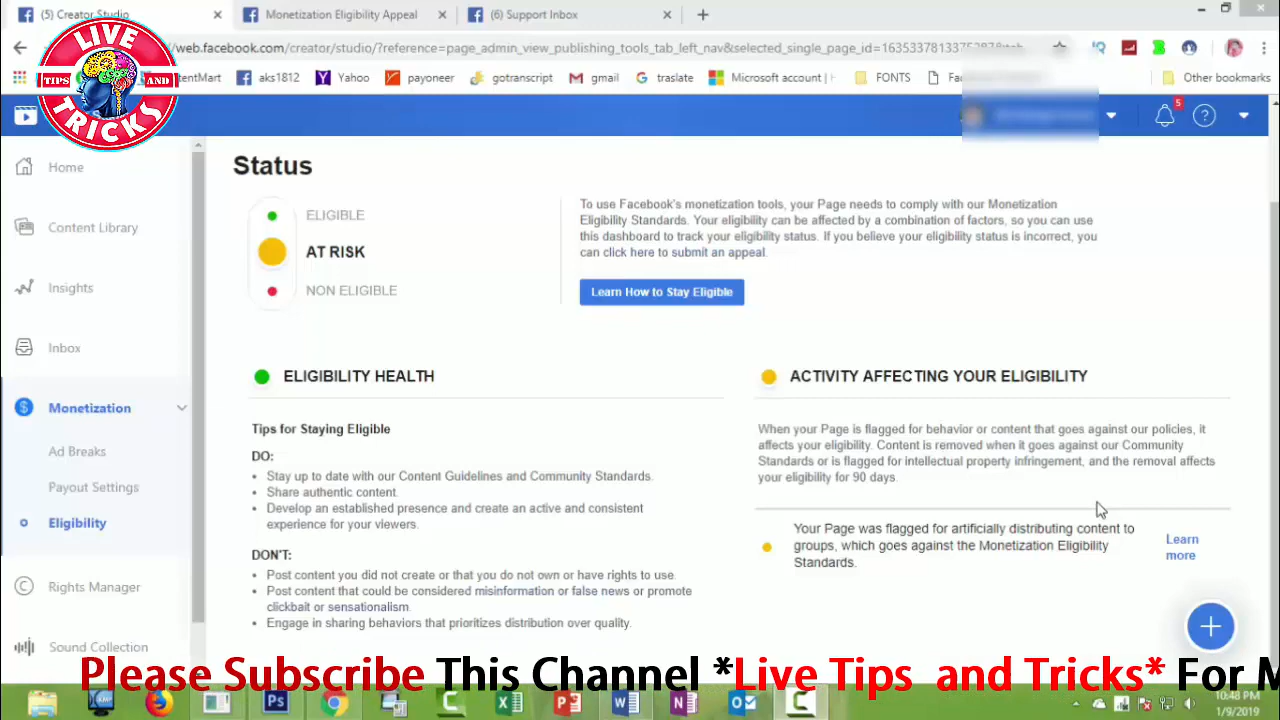 (5) Creator Studio
Monetization Eligibility Appeal
(6) Support Inbox
web.facebook.com/creator/studio/?reference=page_admin_view_publishing_tools_tab_left_nav&selected_single_page_id=
aks1812
Yahoo
payoneer
gotranscript
gmail
traslate
Microsoft account | H
FONTS
Other bookmarks
LIVE
TIPS AND
TRICKS
5
Home
Content Library
Insights
Inbox
Monetization
Ad Breaks
Payout Settings
Eligibility
Rights Manager
Sound Collection
Status
ELIGIBLE
AT RISK
NON ELIGIBLE
To use Facebook's monetization tools, your Page needs to comply with our Monetization
Eligibility Standards. Your eligibility can be affected by a combination of factors, so you can use
this dashboard to track your eligibility status. If you believe your eligibility status is incorrect, you
can click here to submit an appeal.
Learn How to Stay Eligible
ELIGIBILITY HEALTH
Tips for Staying Eligible
DO:
• Stay up to date with our Content Guidelines and Community Standards.
• Share authentic content.
• Develop an established presence and create an active and consistent
experience for your viewers.
DON'T:
• Post content you did not create or that you do not own or have rights to use.
• Post content that could be considered misinformation or false news or promote
clickbait or sensationalism.
• Engage in sharing behaviors that prioritizes distribution over quality.
ACTIVITY AFFECTING YOUR ELIGIBILITY
When your Page is flagged for behavior or content that goes against our policies, it
affects your eligibility. Content is removed when it goes against our Community
Standards or is flagged for intellectual property infringement, and the removal affects
your eligibility for 90 days.
Your Page was flagged for artificially distributing content to
groups, which goes against the Monetization Eligibility
Standards.
Learn
more
Please Subscribe This Channel *Live Tips and Tricks* For M
10:48 PM
1/9/2019